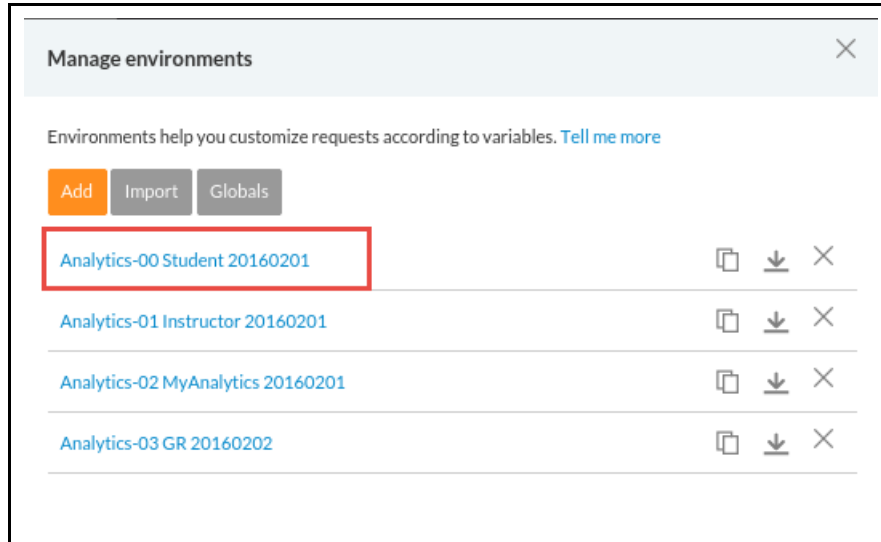 Manage environments
Environments help you customize requests according to variables. Tell me more
Add Import Globals
Analytics-00 Student 20160201
Analytics-01 Instructor 20160201
Analytics-02 MyAnalytics 20160201
Analytics-03 GR 20160202